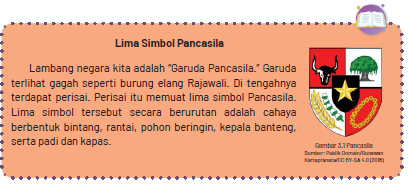 Lima Simbol Pancasila
Lambang negara kita adalah "Garuda Pancasila." Garuda
terlihat gagah seperti burung elang Rajawali. Di tengahnya
terdapat perisai. Perisai itu memuat lima simbol Pancasila.
Lima simbol tersebut secara berurutan adalah cahaya
berbentuk bintang, rantai, pohon beringin, kepala banteng,
serta padi dan kapas.
Gambar 3.1 Pancasila
Sumber: Publik Domain/Gunawan
Kartapranata/CC BY-SA 4.0 (2016)